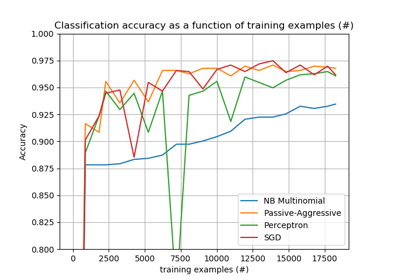 Classification accuracy as a function of training examples (#)
1.000
0.975
0.950
0.925
0.900
0.875
0.850
0.825
0.800
Accuracy
NB Multinomial
Passive-Aggressive
Perceptron
SGD
0 2500 5000 7500 10000 12500 15000 17500
training examples (#)